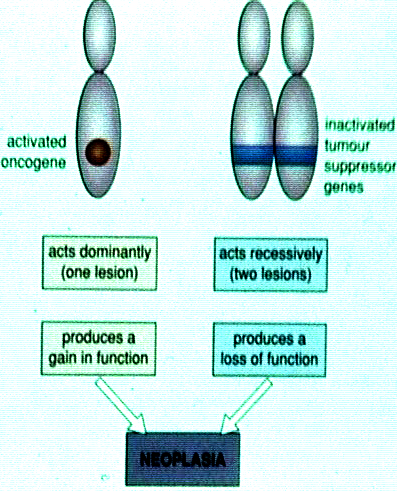 activated
oncogene
inactivated
tumour
suppressor
genes
acts dominantly
(one lesion)
acts recessively
(two lesions)
produces a
gain in function
produces a
loss of function
NEOPLASIA